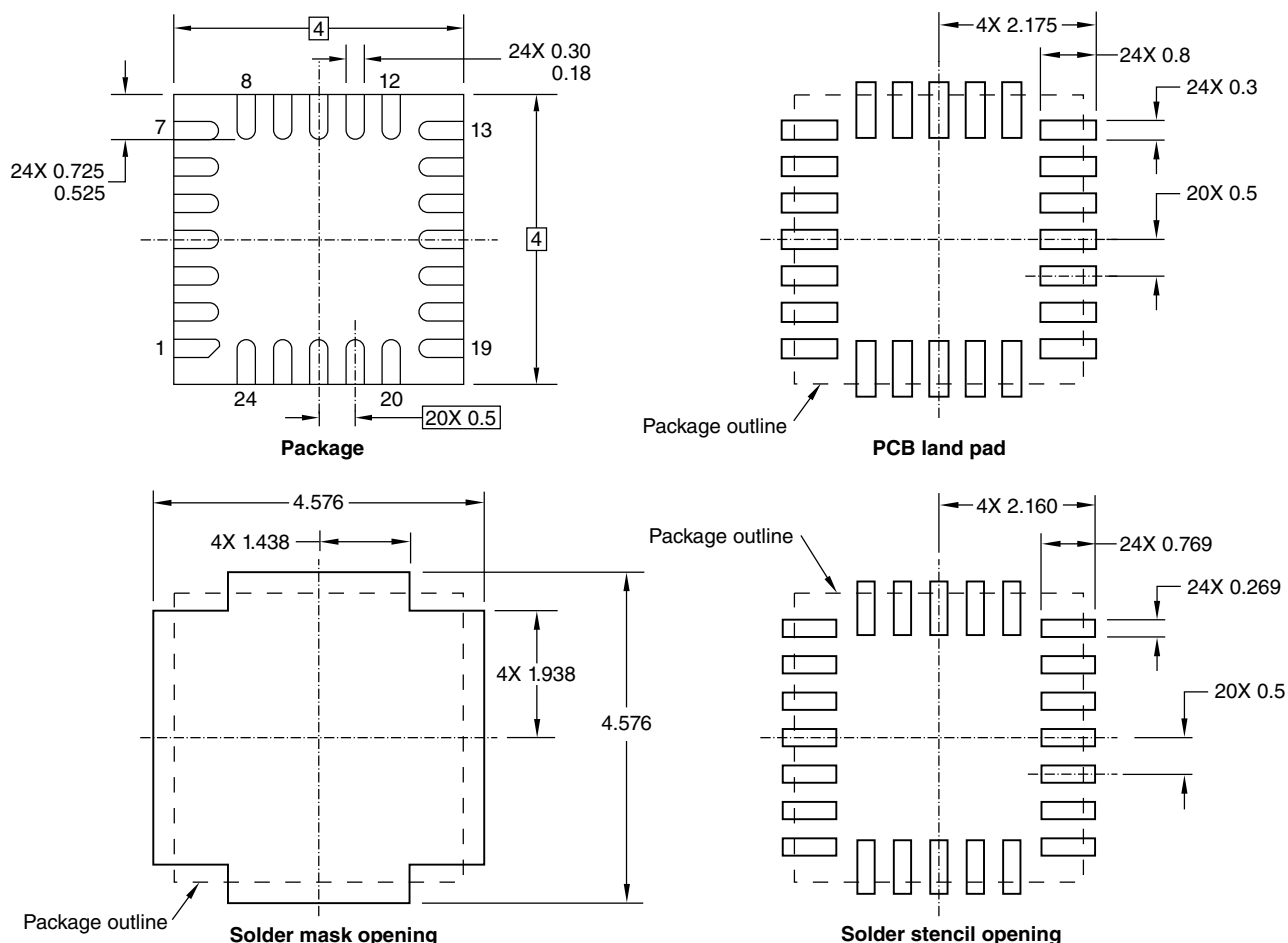 4
24X 0.30
0.18
8
12
7
13
24X 0.725
0.525
4
1
19
24
20
20X 0.5
Package
4X 2.175
24X 0.8
24X 0.3
20X 0.5
Package outline
PCB land pad
4.576
4X 1.438
4X 1.938
4.576
Package outline
Solder mask opening
4X 2.160
Package outline
24X 0.769
24X 0.269
20X 0.5
Solder stencil opening